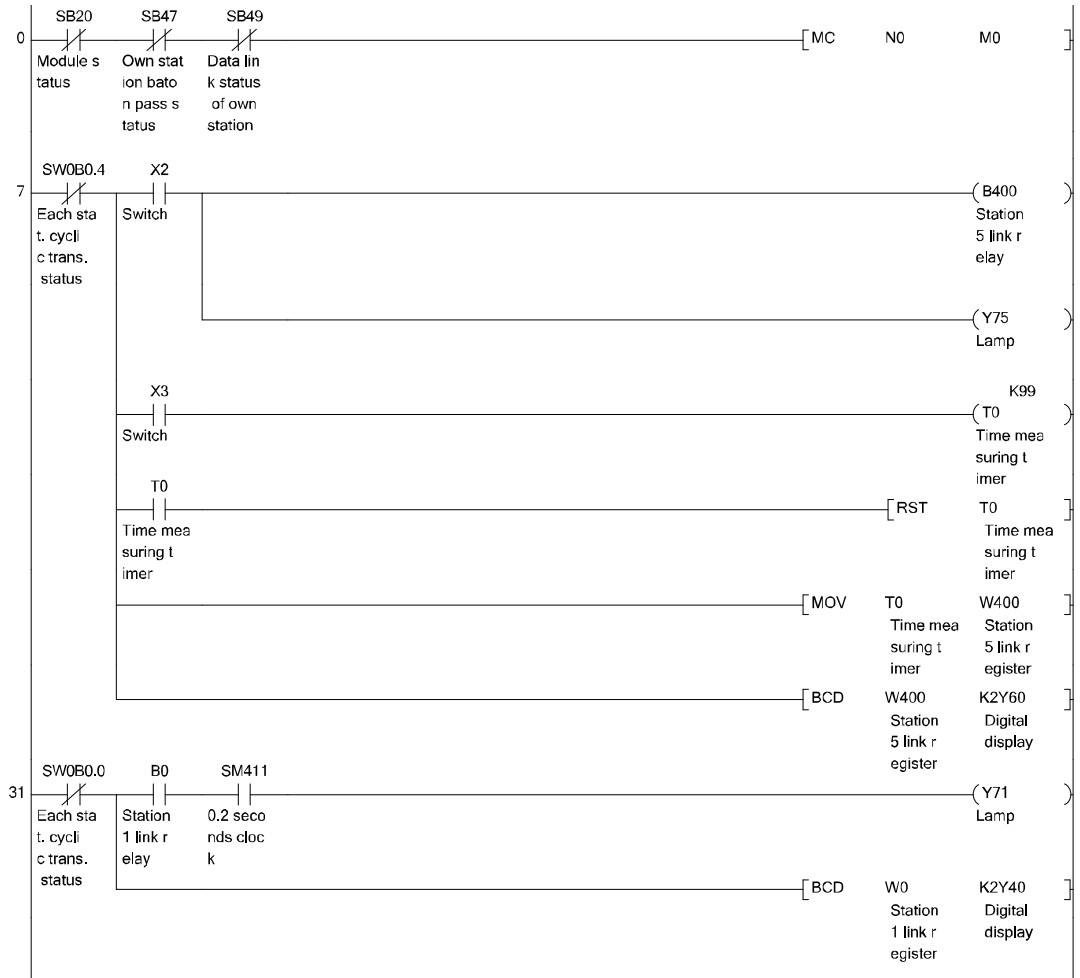 SB20 SB47 SB49
0 MC N0 M0
Module s Own stat Data lin
tatus ion bato k status
n pass s of own
tatus station
SW0B0.4 X2
7 B400
Each sta Switch Station
t. cycli 5 link r
c trans. elay
status
Y75
Lamp
X3 K99
T0
Switch Time mea
suring t
imer
T0
RST T0
Time mea Time mea
suring t suring t
imer imer
MOV T0 W400
Time mea Station
suring t 5 link r
imer egister
BCD W400 K2Y60
Station Digital
5 link r display
egister
SW0B0.0 B0 SM411
31 Y71
Each sta Station 0.2 seco Lamp
t. cycli 1 link r nds cloc
c trans. elay k
status
BCD W0 K2Y40
Station Digital
1 link r display
egister